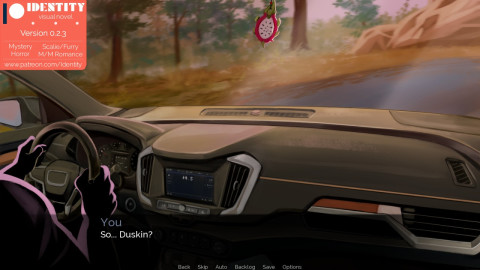 IDENTITY
visual novel
Version 0.2.3
Mystery Scalie/Furry
Horror M/M Romance
www.patreon.com/Identity
You
So... Duskin?
Back Skip Auto Backlog Save Options